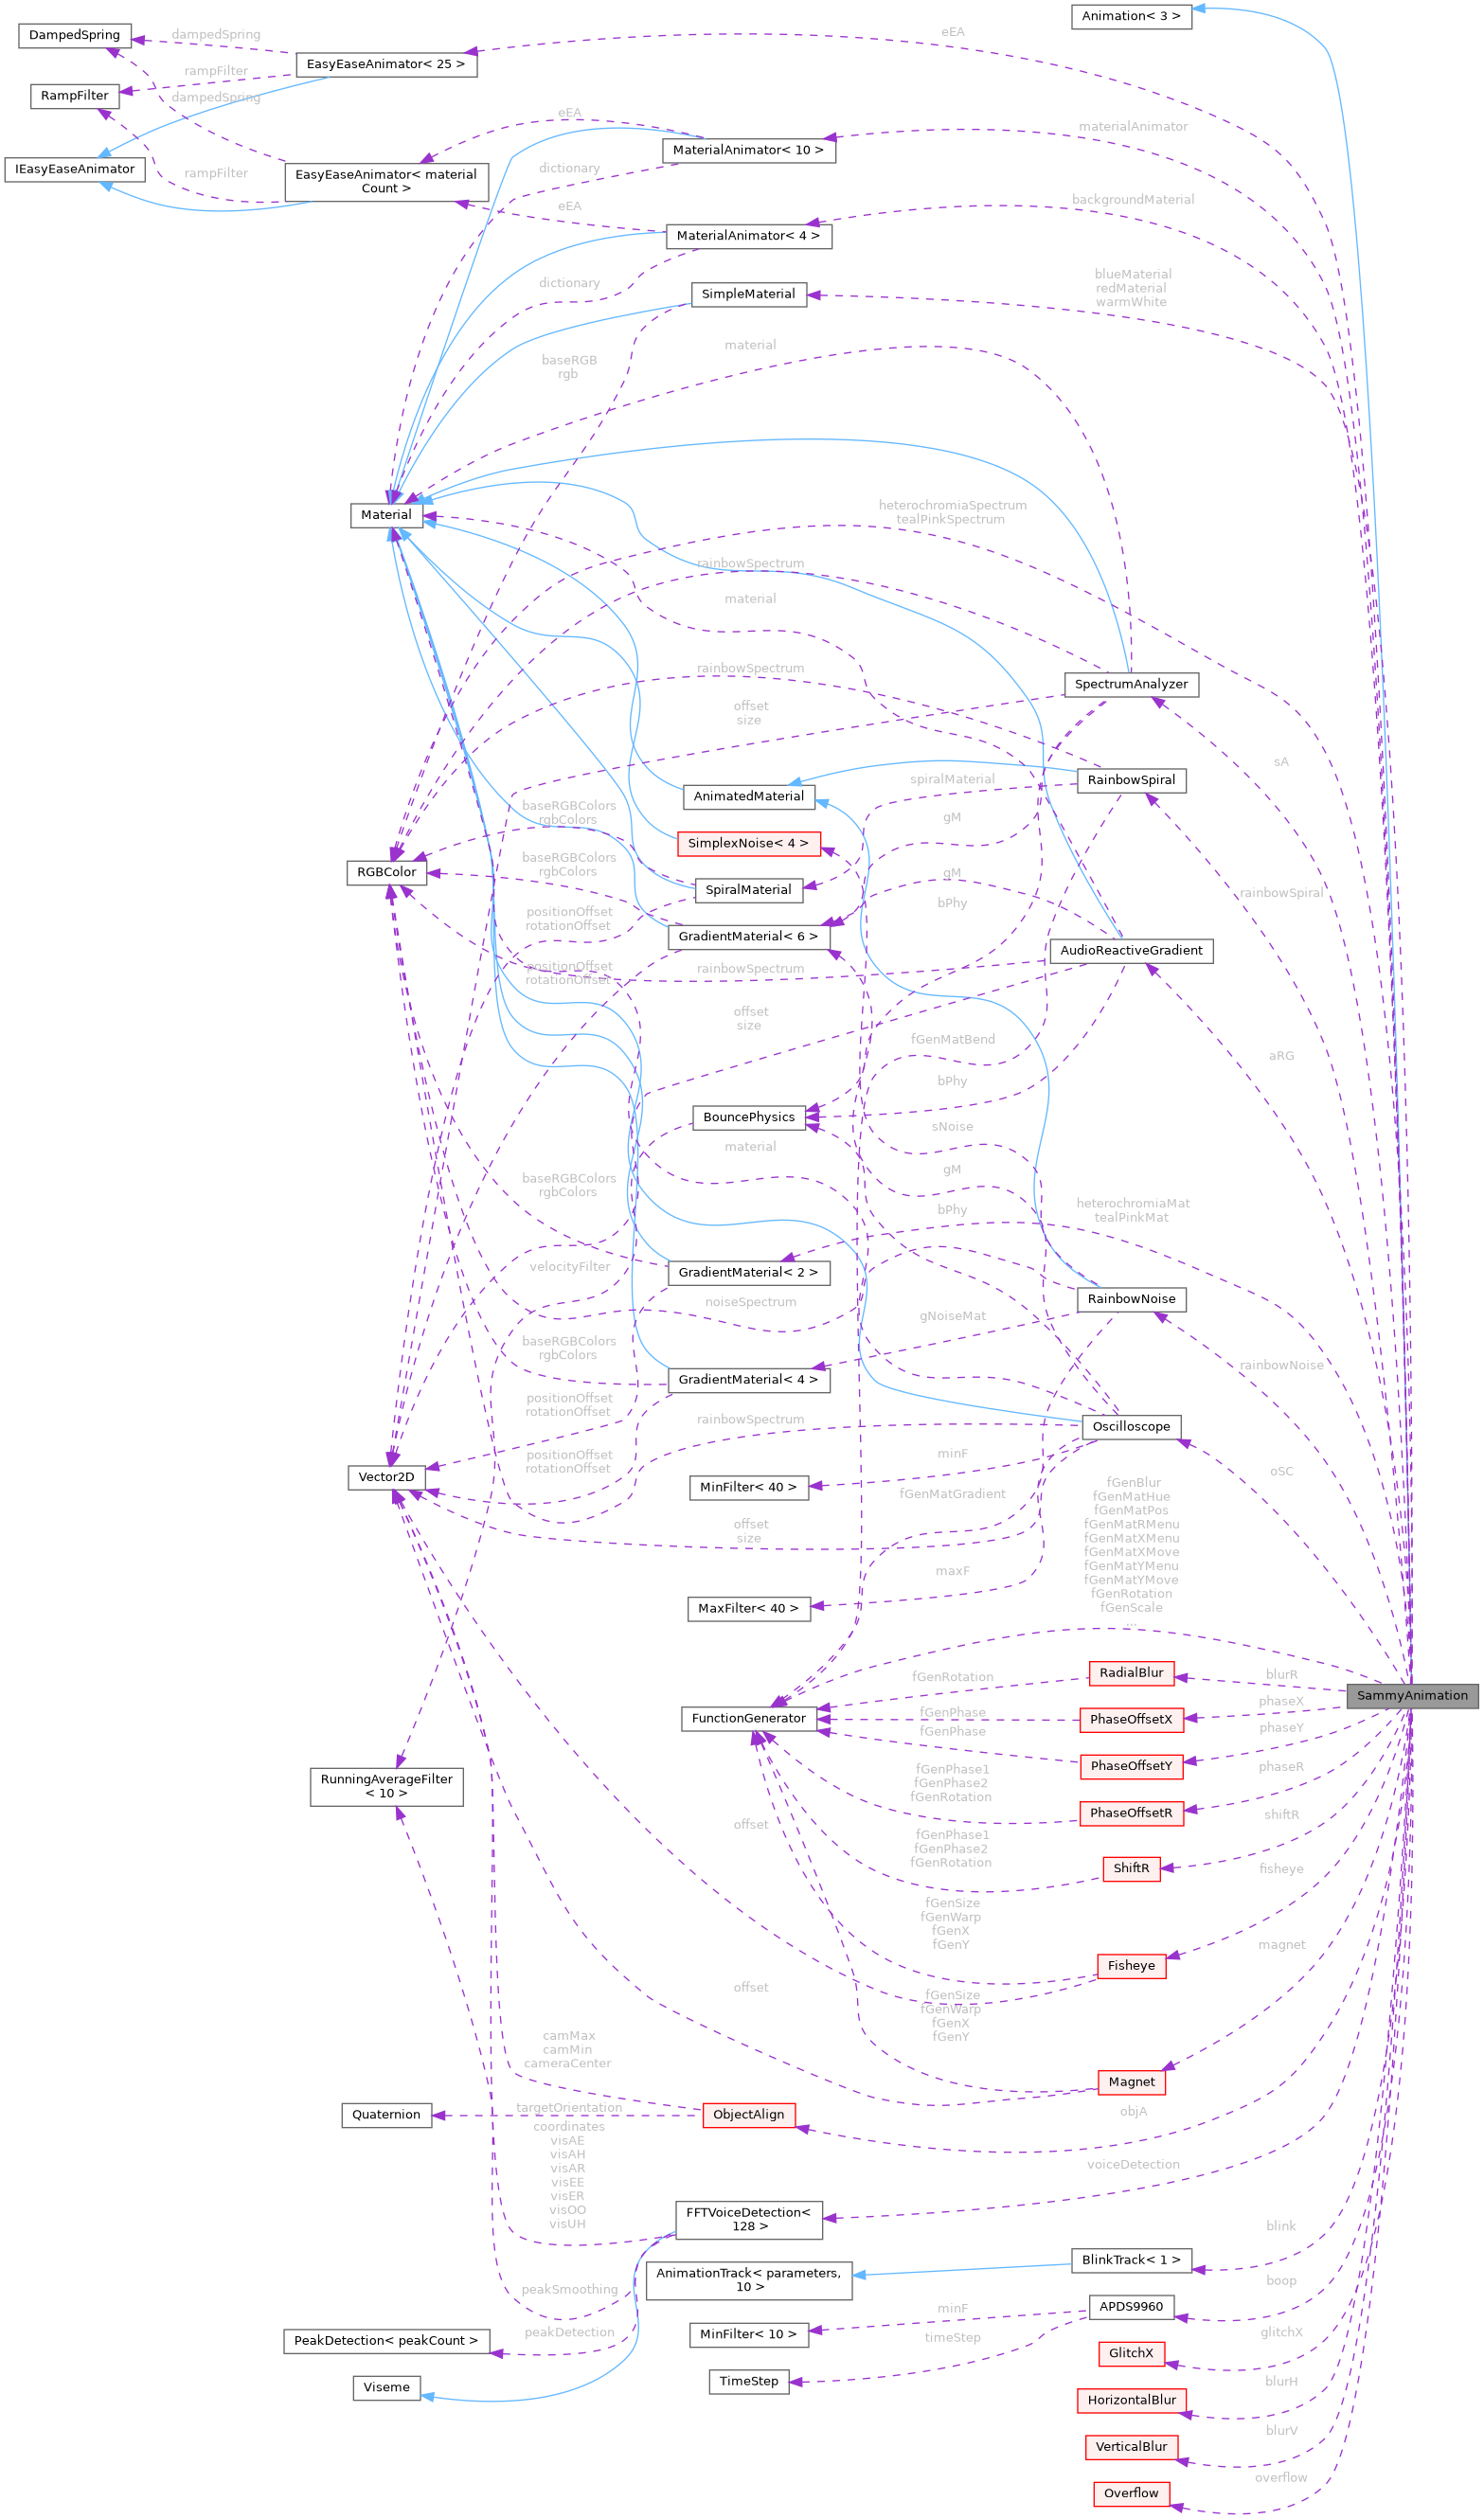 Animation< 3 >
DampedSpring
dampedSpring
eEA
EasyEaseAnimator< 25 >
rampFilter
RampFilter
dampedSpring
eEA
materialAnimator
MaterialAnimator< 10 >
IEasyEaseAnimator
dictionary
EasyEaseAnimator< material
Count >
rampFilter
eEA
backgroundMaterial
MaterialAnimator< 4 >
dictionary
SimpleMaterial
blueMaterial
redMaterial
warmWhite
baseRGB
rgb
material
Material
heterochromiaSpectrum
tealPinkSpectrum
rainbowSpectrum
material
rainbowSpectrum
SpectrumAnalyzer
offset
size
sA
AnimatedMaterial
spiralMaterial
RainbowSpiral
baseRGBColors
rgbColors
gM
SimplexNoise< 4 >
RGBColor
baseRGBColors
rgbColors
gM
SpiralMaterial
rainbowSpiral
bPhy
positionOffset
rotationOffset
GradientMaterial< 6 >
AudioReactiveGradient
positionOffset
rotationOffset
rainbowSpectrum
offset
size
fGenMatBend
aRG
bPhy
BouncePhysics
sNoise
material
gM
baseRGBColors
rgbColors
bPhy
heterochromiaMat
tealPinkMat
velocityFilter
GradientMaterial< 2 >
noiseSpectrum
RainbowNoise
gNoiseMat
baseRGBColors
rgbColors
rainbowNoise
GradientMaterial< 4 >
positionOffset
rotationOffset
rainbowSpectrum
Oscilloscope
positionOffset
rotationOffset
minF
oSC
Vector2D
MinFilter< 40 >
fGenMatGradient
fGenBlur
fGenMatHue
fGenMatPos
fGenMatRMenu
fGenMatXMenu
fGenMatXMove
fGenMatYMenu
fGenMatYMove
fGenRotation
fGenScale
...
offset
size
maxF
MaxFilter< 40 >
fGenRotation
RadialBlur
blurR
SammyAnimation
FunctionGenerator
fGenPhase
PhaseOffsetX
phaseX
fGenPhase
phaseY
PhaseOffsetY
RunningAverageFilter
< 10 >
fGenPhase1
fGenPhase2
fGenRotation
phaseR
PhaseOffsetR
offset
fGenPhase1
fGenPhase2
fGenRotation
shiftR
ShiftR
fisheye
fGenSize
fGenWarp
fGenX
fGenY
magnet
Fisheye
offset
fGenSize
fGenWarp
fGenX
fGenY
camMax
camMin
cameraCenter
Magnet
Quaternion
targetOrientation
ObjectAlign
objA
coordinates
visAE
visAH
visAR
visEE
visER
visOO
visUH
voiceDetection
FFTVoiceDetection<
128 >
blink
AnimationTrack< parameters,
10 >
BlinkTrack< 1 >
peakSmoothing
boop
minF
APDS9960
peakDetection
PeakDetection< peakCount >
MinFilter< 10 >
timeStep
glitchX
GlitchX
Viseme
TimeStep
blurH
HorizontalBlur
blurV
VerticalBlur
overflow
Overflow